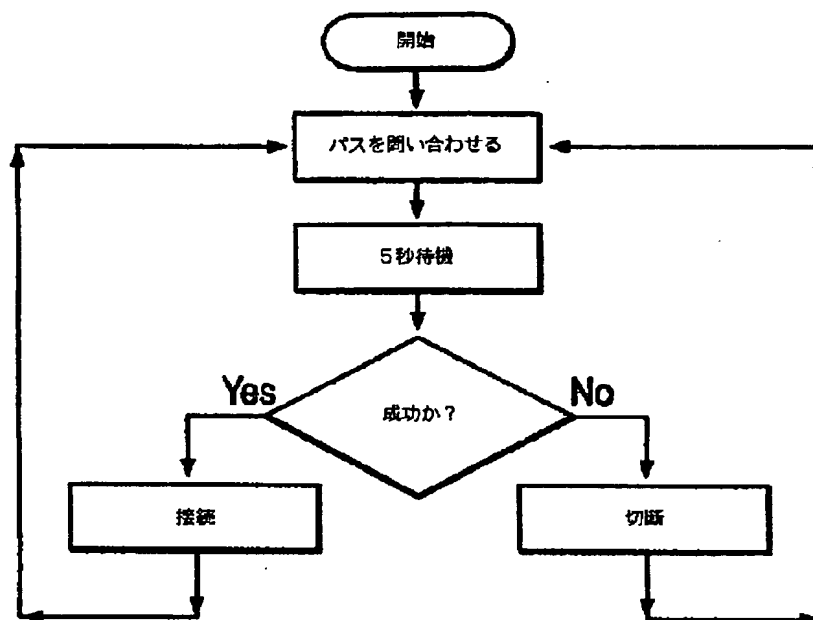 開始
パスを問い合わせる
5秒待機
成功か?
Yes
No
接続
切断